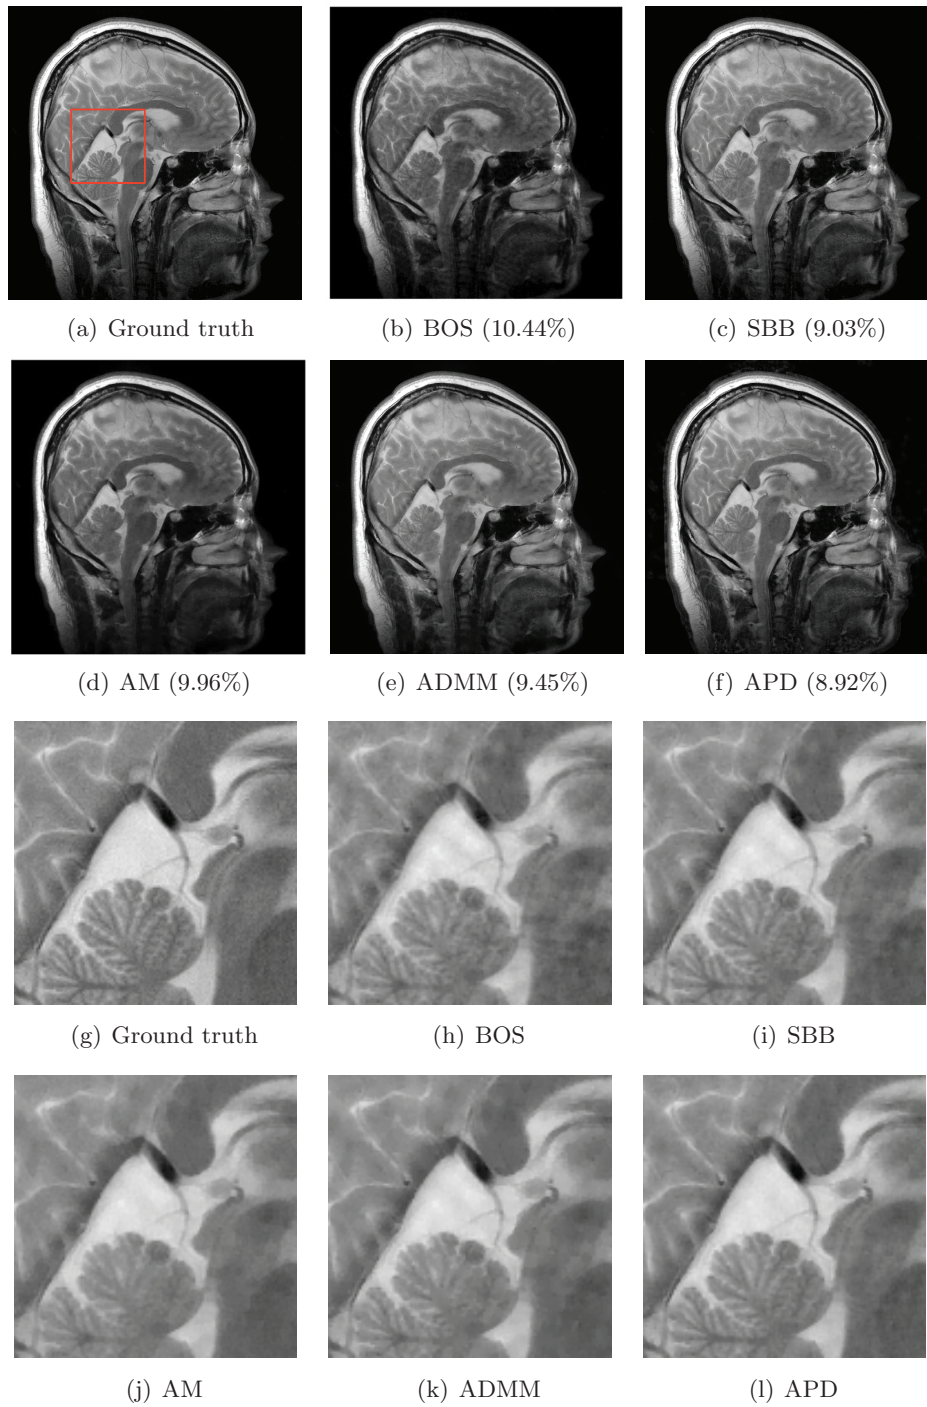 (a) Ground truth
(b) BOS (10.44%)
(c) SBB (9.03%)
(d) AM (9.96%)
(e) ADMM (9.45%)
(f) APD (8.92%)
(g) Ground truth
(h) BOS
(i) SBB
(j) AM
(k) ADMM
(l) APD